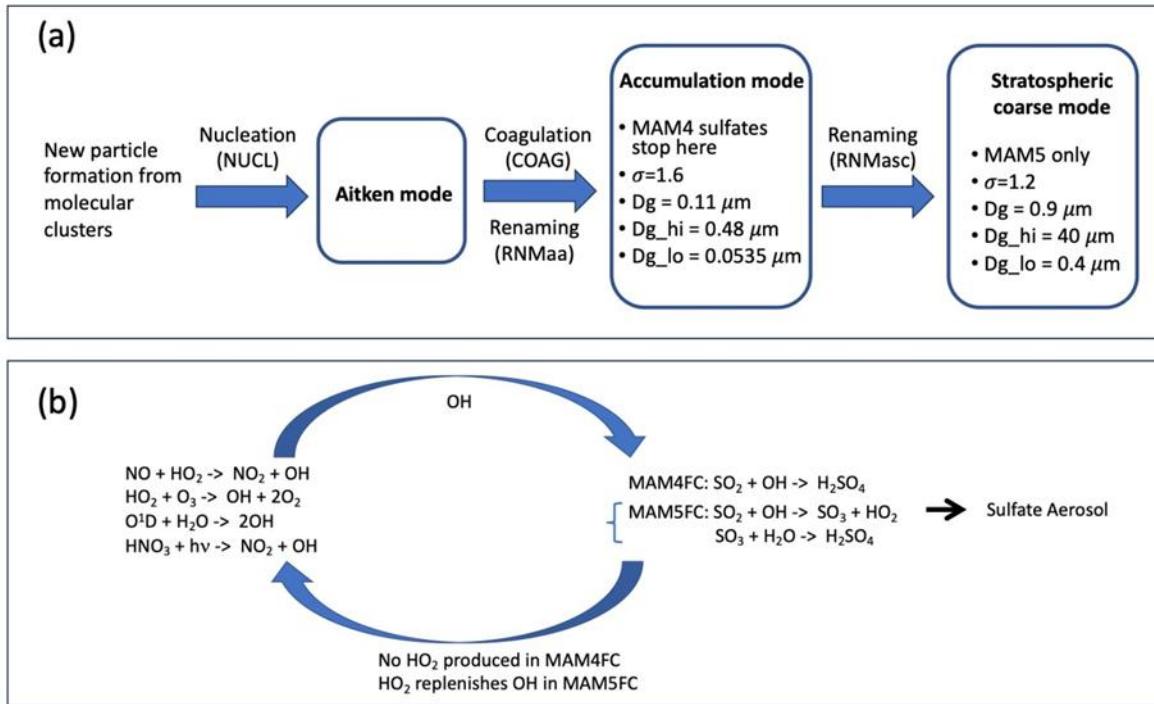 (a)
New particle
formation from
molecular
clusters
Nucleation
(NUCL)
Aitken mode
Coagulation
(COAG)
Renaming
(RNMaa)
Accumulation mode
• MAM4 sulfates
stop here
• σ=1.6
• Dg = 0.11 μm
• Dg_hi = 0.48 μm
• Dg_lo = 0.0535 μm
Renaming
(RNMasc)
Stratospheric
coarse mode
• MAM5 only
• σ=1.2
• Dg = 0.9 μm
• Dg_hi = 40 μm
• Dg_lo = 0.4 μm
(b)
OH
NO + HO₂ -> NO₂ + OH
HO₂ + O₃-> OH + 2O₂
O¹D + H₂O -> 2OH
HNO₃ + hν -> NO₂ + OH
MAM4FC: SO₂ + OH -> H₂SO₄
MAM5FC: SO₂ + OH -> SO₃ + HO₂
SO₃ + H₂O -> H₂SO₄
Sulfate Aerosol
No HO₂ produced in MAM4FC
HO₂ replenishes OH in MAM5FC